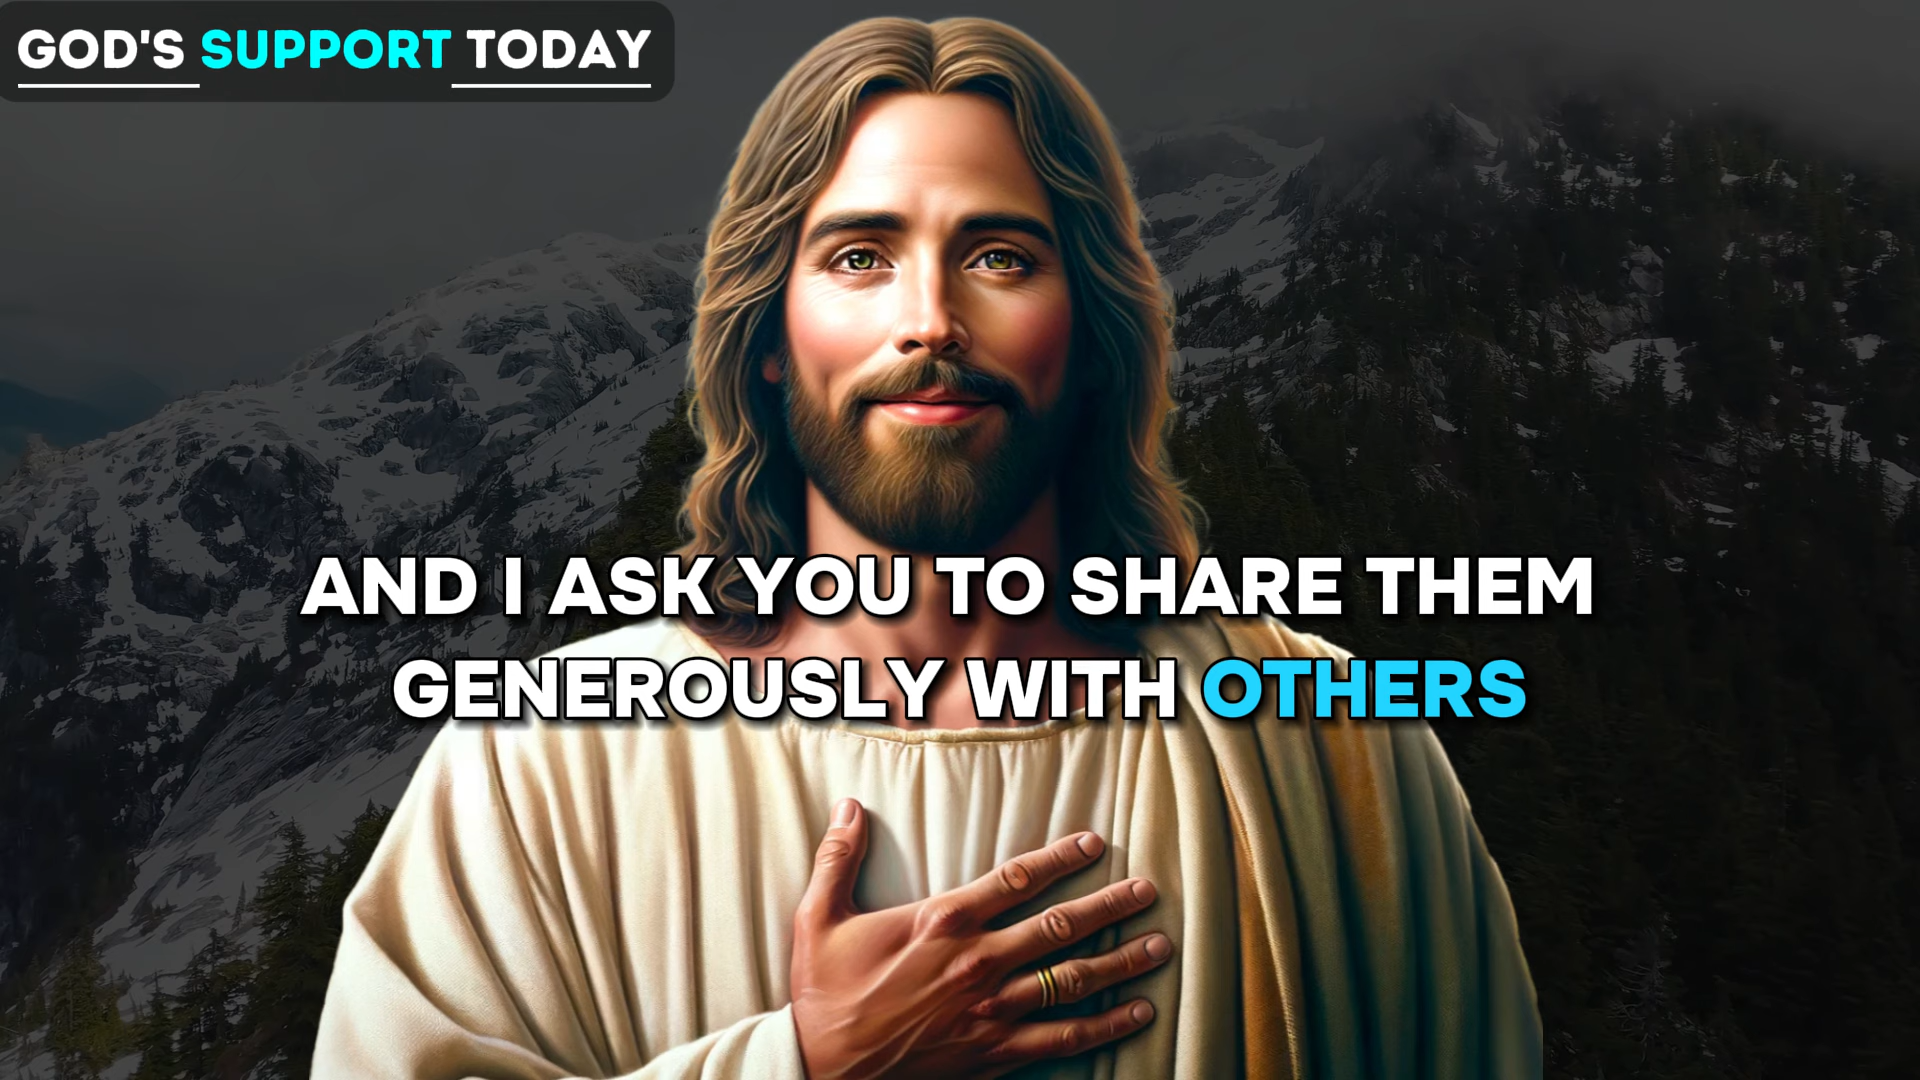 GOD'S SUPPORT TODAY
AND I ASK YOU TO SHARE THEM
GENEROUSLY WITH OTHERS